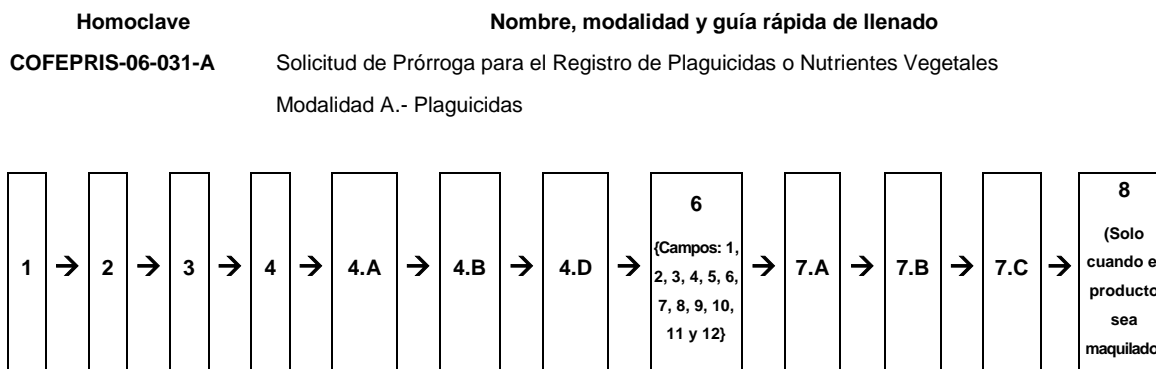 Homoclave Nombre, modalidad y guía rápida de llenado
COFEPRIS-06-031-A Solicitud de Prórroga para el Registro de Plaguicidas o Nutrientes Vegetales
Modalidad A.- Plaguicidas
1 → 2 → 3 → 4 → 4.A → 4.B → 4.D →
6
{Campos: 1,
2, 3, 4, 5, 6,
7, 8, 9, 10,
11 y 12}
→ 7.A → 7.B → 7.C →
8
(Solo
cuando e
producto
sea
maquilado